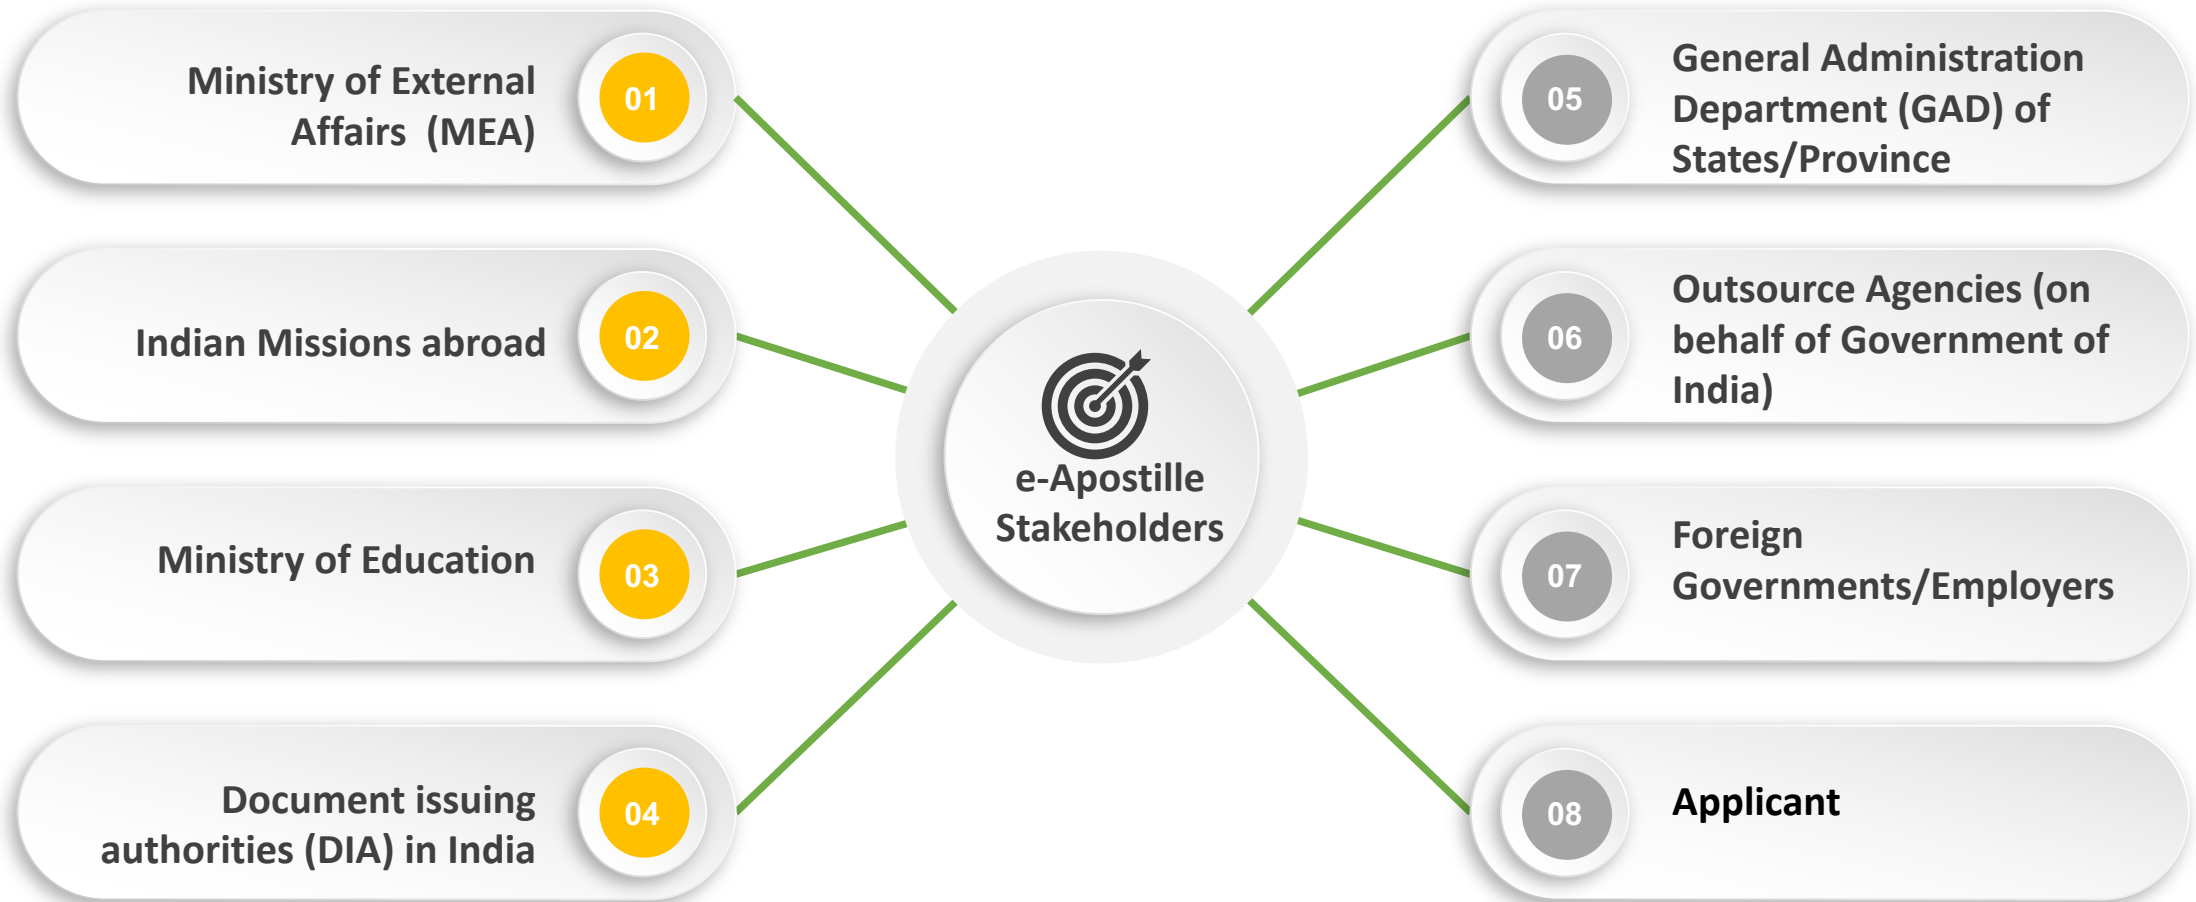 Ministry of External
Affairs  (MEA)
01
Indian Missions abroad
02
Ministry of Education
03
Document issuing
authorities (DIA) in India
04
e-Apostille
Stakeholders
05
General Administration
Department (GAD) of
States/Province
06
Outsource Agencies (on
behalf of Government of
India)
07
Foreign
Governments/Employers
08
Applicant